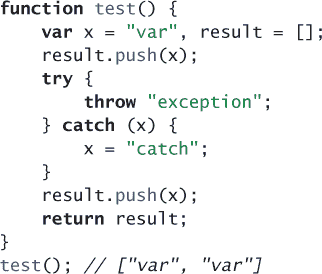 function test() {
    var x = "var", result = [];
    result.push(x);
    try {
        throw "exception";
    } catch (x) {
        x = "catch";
    }
    result.push(x);
    return result;
}
test(); // ["var", "var"]